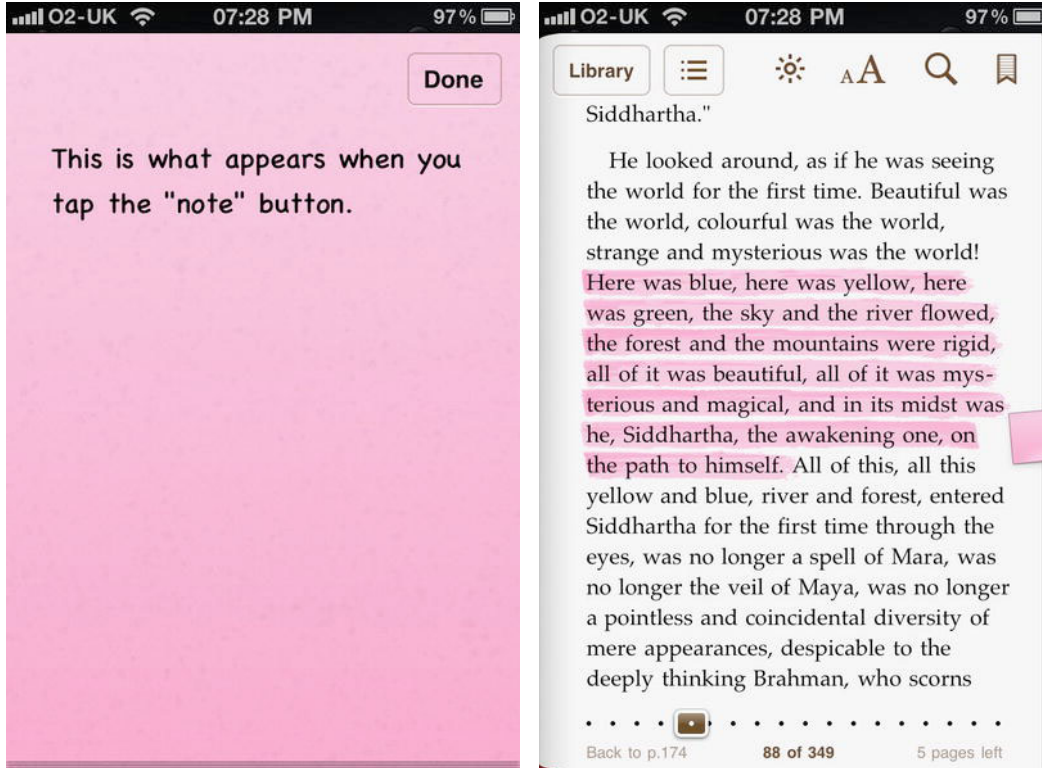 O2-UK 07:28 PM 97%
Done
This is what appears when you
tap the "note" button.
O2-UK 07:28 PM 97%
Library
AA
Siddhartha."
He looked around, as if he was seeing
the world for the first time. Beautiful was
the world, colourful was the world,
strange and mysterious was the world!
Here was blue, here was yellow, here
was green, the sky and the river flowed,
the forest and the mountains were rigid,
all of it was beautiful, all of it was mys-
terious and magical, and in its midst was
he, Siddhartha, the awakening one, on
the path to himself. All of this, all this
yellow and blue, river and forest, entered
Siddhartha for the first time through the
eyes, was no longer a spell of Mara, was
no longer the veil of Maya, was no longer
a pointless and coincidental diversity of
mere appearances, despicable to the
deeply thinking Brahman, who scorns
Back to p.174 88 of 349 5 pages left